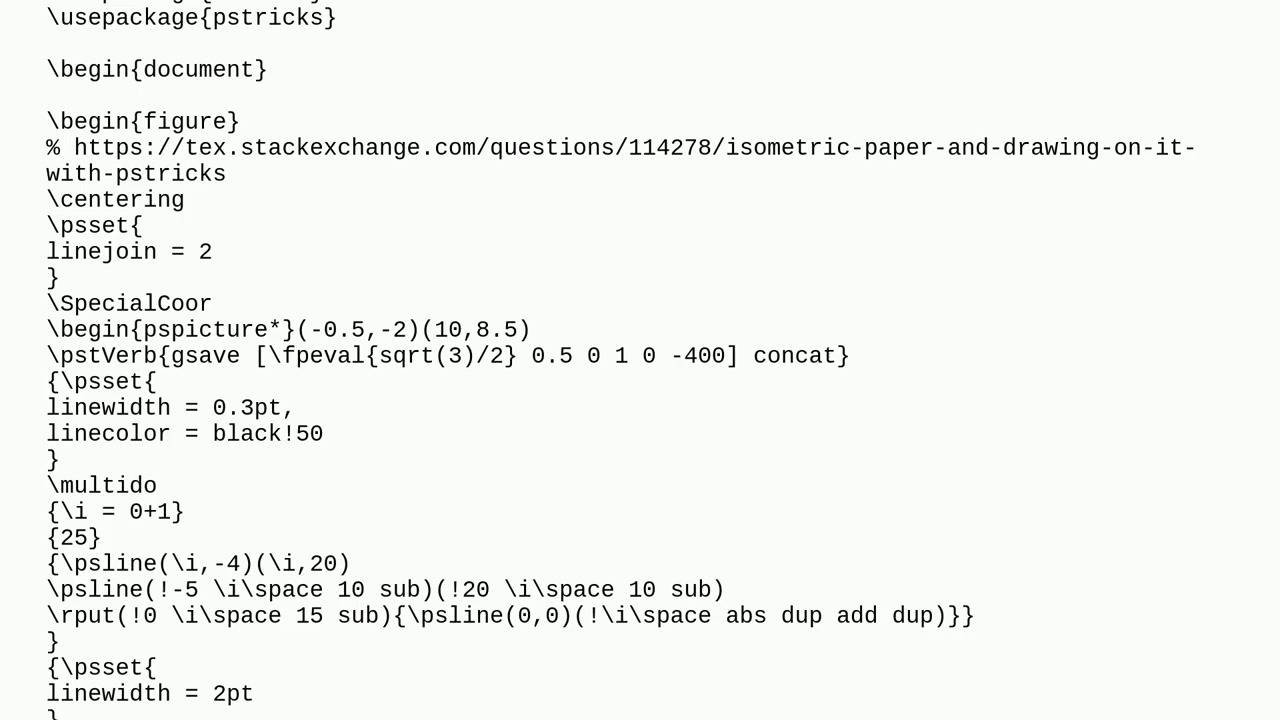 \usepackage{pstricks}
\begin{document}
\begin{figure}
% https://tex.stackexchange.com/questions/114278/isometric-paper-and-drawing-on-it-
with-pstricks
\centering
\psset{
linejoin = 2
}
\SpecialCoor
\begin{pspicture*}(-0.5,-2)(10,8.5)
\pstVerb{gsave [\fpeval{sqrt(3)/2} 0.5 0 1 0 -400] concat}
{\psset{
linewidth = 0.3pt,
linecolor = black!50
}
\multido
{\i = 0+1}
{25}
{\psline(\i,-4)(\i,20)
\psline(!-5 \i\space 10 sub)(!20 \i\space 10 sub)
\rput(!0 \i\space 15 sub){\psline(0,0)(!\i\space abs dup add dup)}}
}
{\psset{
linewidth = 2pt
}